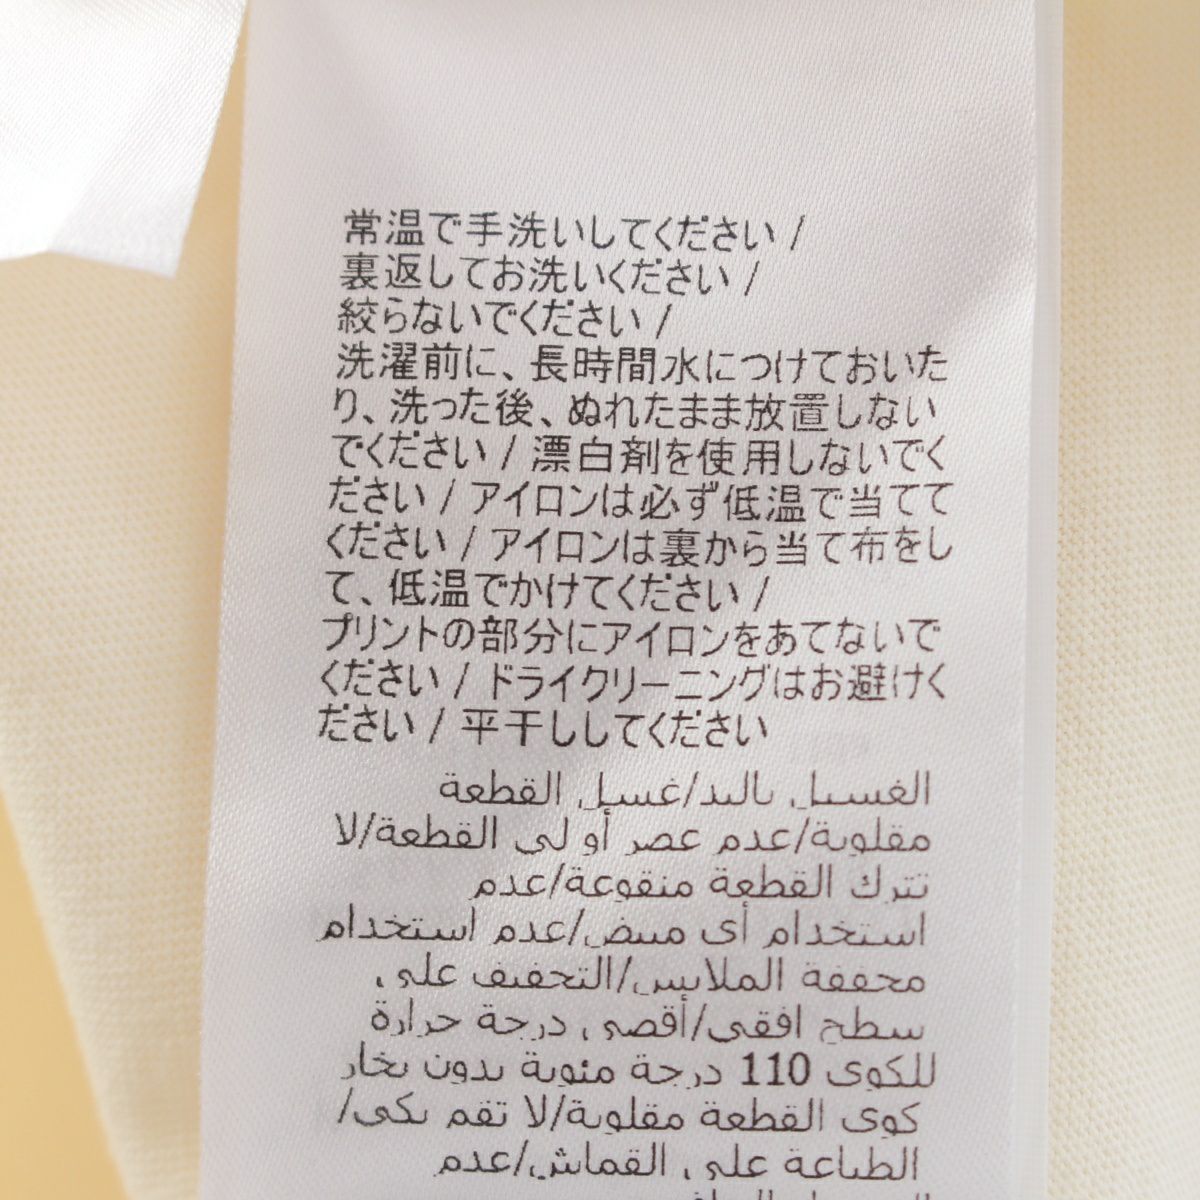 常温で手洗いしてください /
裏返してお洗いください /
絞らないでください /
洗濯前に、長時間水につけておいた
り、洗った後、ぬれたまま放置しない
でください / 漂白剤を使用しないでく
ださい / アイロンは必ず低温で当てて
ください / アイロンは裏から当て布をし
て、低温でかけてください /
プリントの部分にアイロンをあてないで
ください / ドライクリーニングはお避けく
ださい / 平干ししてください
الغسيل باليد/غسيل القطعة
مقلوبة/عدم عصر أو لي القطعة/لا
تترك القطعة منقوعة/عدم
استخدام أي مبيض/عدم استخدام
مجففة الملابس/التجفيف على
سطح افقي/أقصى درجة حرارة
للكوي 110 درجة مئوية بدون بخار
كوي القطعة مقلوبة/لا تقم بكي/
الطباعة على القماش/عدم